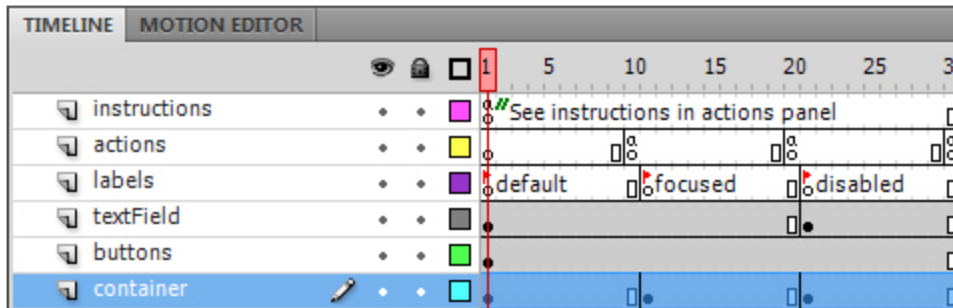 TIMELINE MOTION EDITOR
1 5 10 15 20 25 3
instructions // See instructions in actions panel
actions a a a
labels default focused disabled
textField
buttons
container